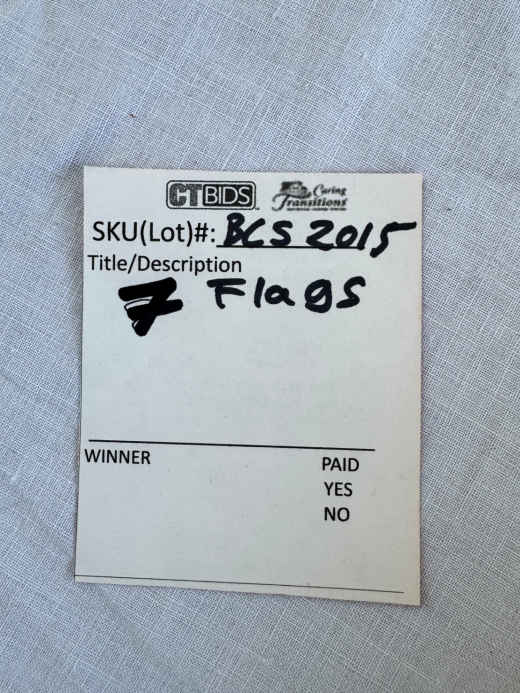 CTBIDS Caring Transitions
SKU(Lot)#: BCS 2015
Title/Description
7 Flags
WINNER PAID
YES
NO